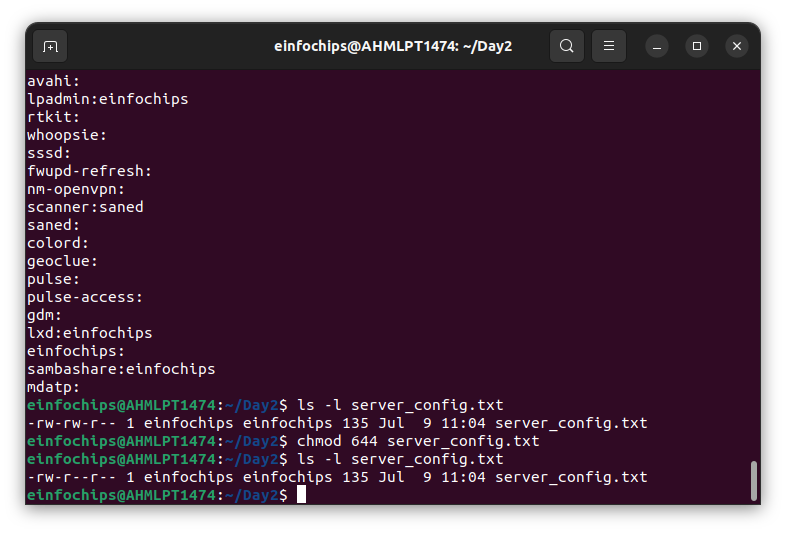 einfochips@AHMLPT1474: ~/Day2
avahi:
lpadmin:einfochips
rtkit:
whoopsie:
sssd:
fwupd-refresh:
nm-openvpn:
scanner:saned
saned:
colord:
geoclue:
pulse:
pulse-access:
gdm:
lxd:einfochips
einfochips:
sambashare:einfochips
mdatp:
einfochips@AHMLPT1474:~/Day2$ ls -l server_config.txt
-rw-rw-r-- 1 einfochips einfochips 135 Jul  9 11:04 server_config.txt
einfochips@AHMLPT1474:~/Day2$ chmod 644 server_config.txt
einfochips@AHMLPT1474:~/Day2$ ls -l server_config.txt
-rw-r--r-- 1 einfochips einfochips 135 Jul  9 11:04 server_config.txt
einfochips@AHMLPT1474:~/Day2$